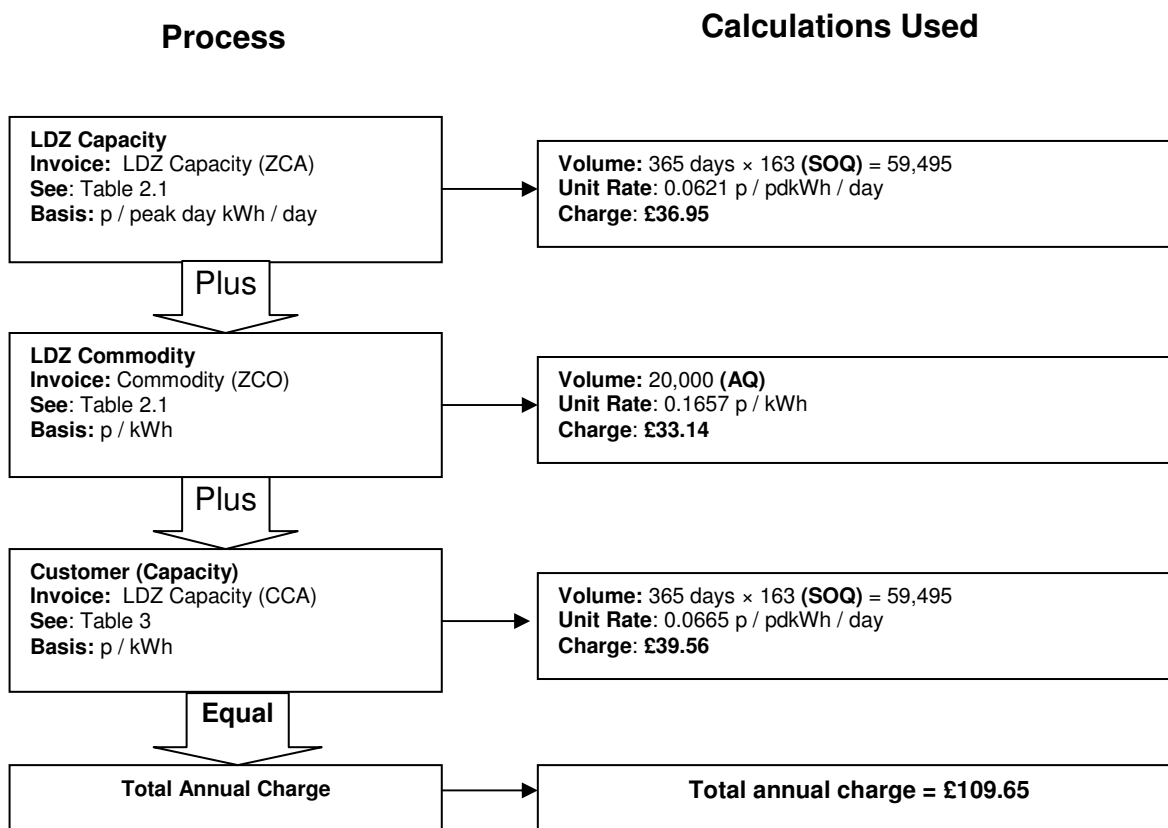 Process
Calculations Used
LDZ Capacity
Invoice:  LDZ Capacity (ZCA)
See: Table 2.1
Basis: p / peak day kWh / day
Volume: 365 days × 163 (SOQ) = 59,495
Unit Rate: 0.0621 p / pdkWh / day
Charge: £36.95
Plus
LDZ Commodity
Invoice: Commodity (ZCO)
See: Table 2.1
Basis: p / kWh
Volume: 20,000 (AQ)
Unit Rate: 0.1657 p / kWh
Charge: £33.14
Plus
Customer (Capacity)
Invoice:  LDZ Capacity (CCA)
See: Table 3
Basis: p / kWh
Volume: 365 days × 163 (SOQ) = 59,495
Unit Rate: 0.0665 p / pdkWh / day
Charge: £39.56
Equal
Total Annual Charge
Total annual charge = £109.65